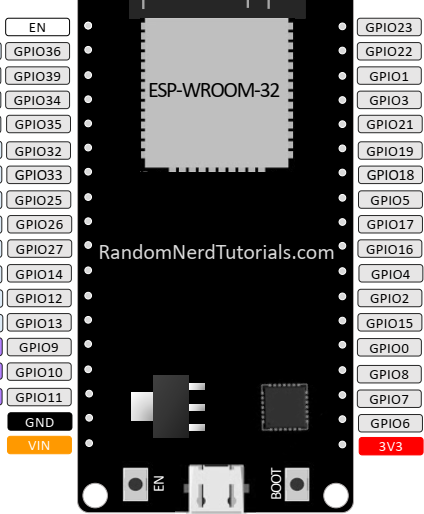 EN
GPIO36
GPIO39
GPIO34
GPIO35
GPIO32
GPIO33
GPIO25
GPIO26
GPIO27
GPIO14
GPIO12
GPIO13
GPIO9
GPIO10
GPIO11
GND
VIN
ESP-WROOM-32
RandomNerdTutorials.com
EN
BOOT
GPIO23
GPIO22
GPIO1
GPIO3
GPIO21
GPIO19
GPIO18
GPIO5
GPIO17
GPIO16
GPIO4
GPIO2
GPIO15
GPIO0
GPIO8
GPIO7
GPIO6
3V3